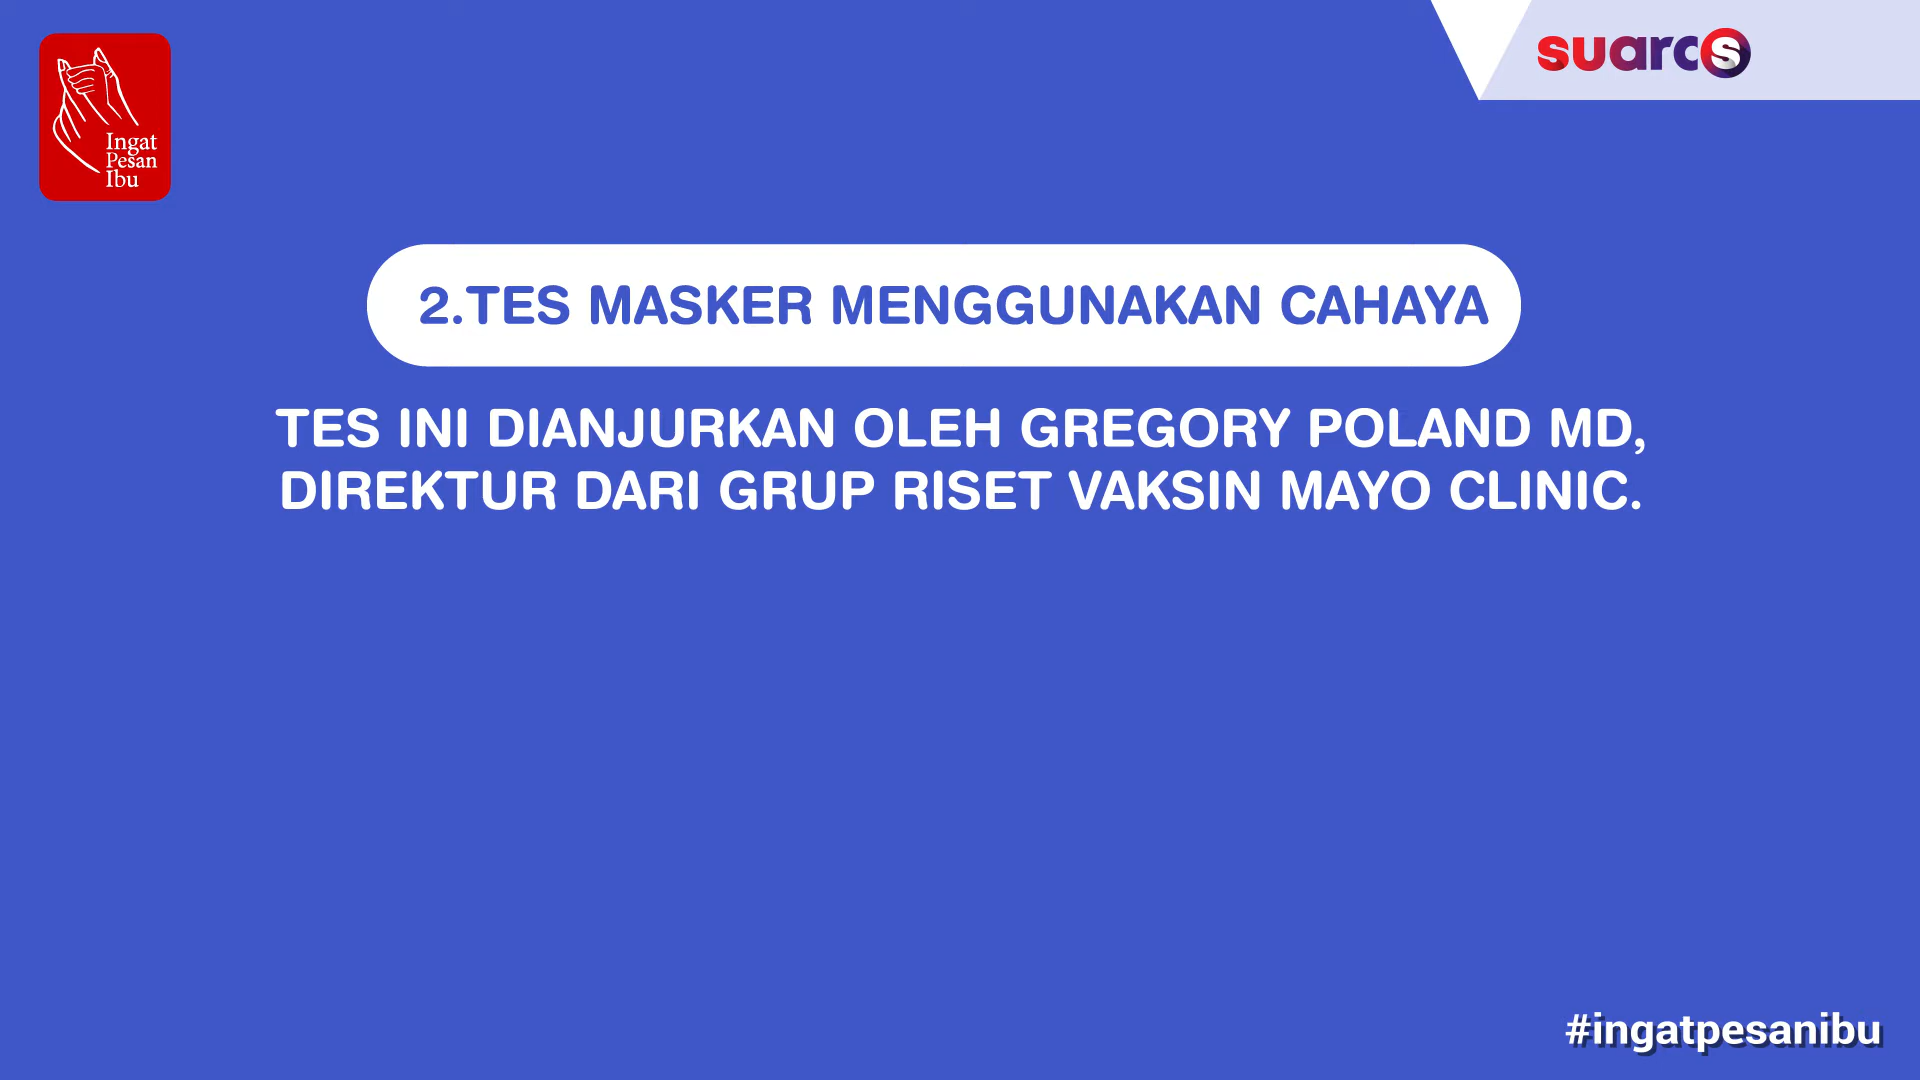 Ingat
Pesan
Ibu
suarcs
2.TES MASKER MENGGUNAKAN CAHAYA
TES INI DIANJURKAN OLEH GREGORY POLAND MD,
DIREKTUR DARI GRUP RISET VAKSIN MAYO CLINIC.
#ingatpesanibu